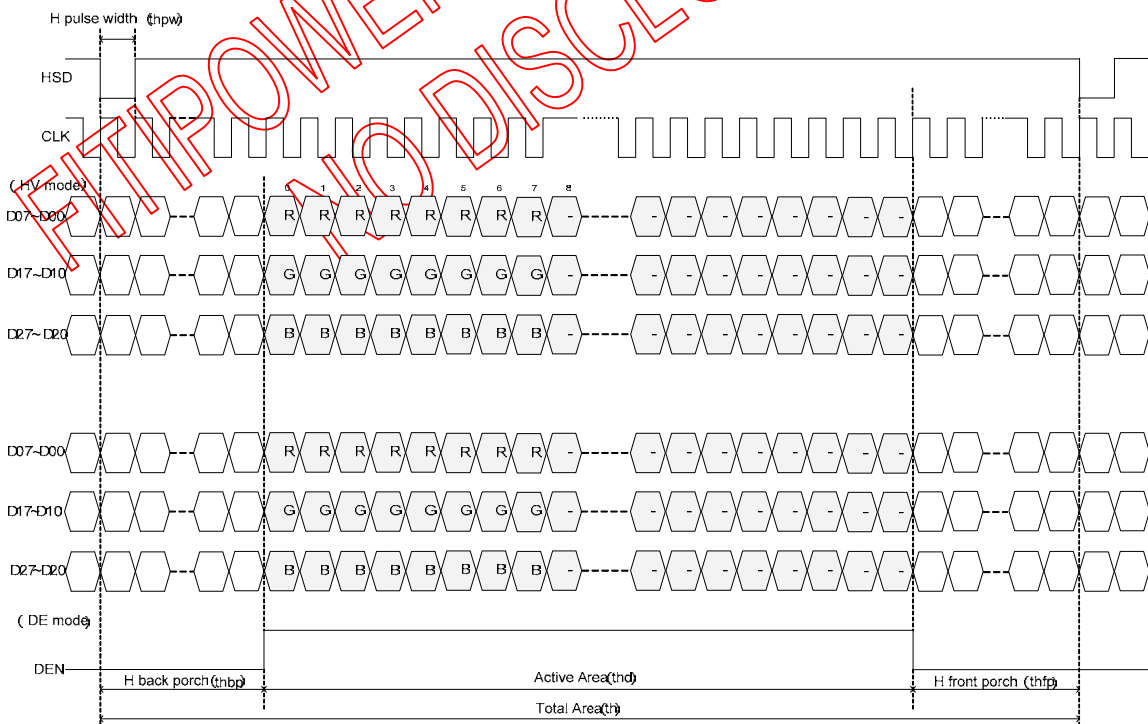 H pulse width (thpw)
HSD
CLK
(HV mode)
0 1 2 3 4 5 6 7 8
D07~D00 R R R R R R R R - - - - - - - - -
D17~D10 G G G G G G G G - - - - - - - - -
D27~D20 B B B B B B B B - - - - - - - - -
D07~D00 R R R R R R R R - - - - - - - - -
D17~D10 G G G G G G G G - - - - - - - - -
D27~D20 B B B B B B B B - - - - - - - - -
(DE mode)
DEN
H back porch (thbp) Active Area(thd) H front porch (thfp)
Total Area(th)
FITIPOWER
NO DISCLO